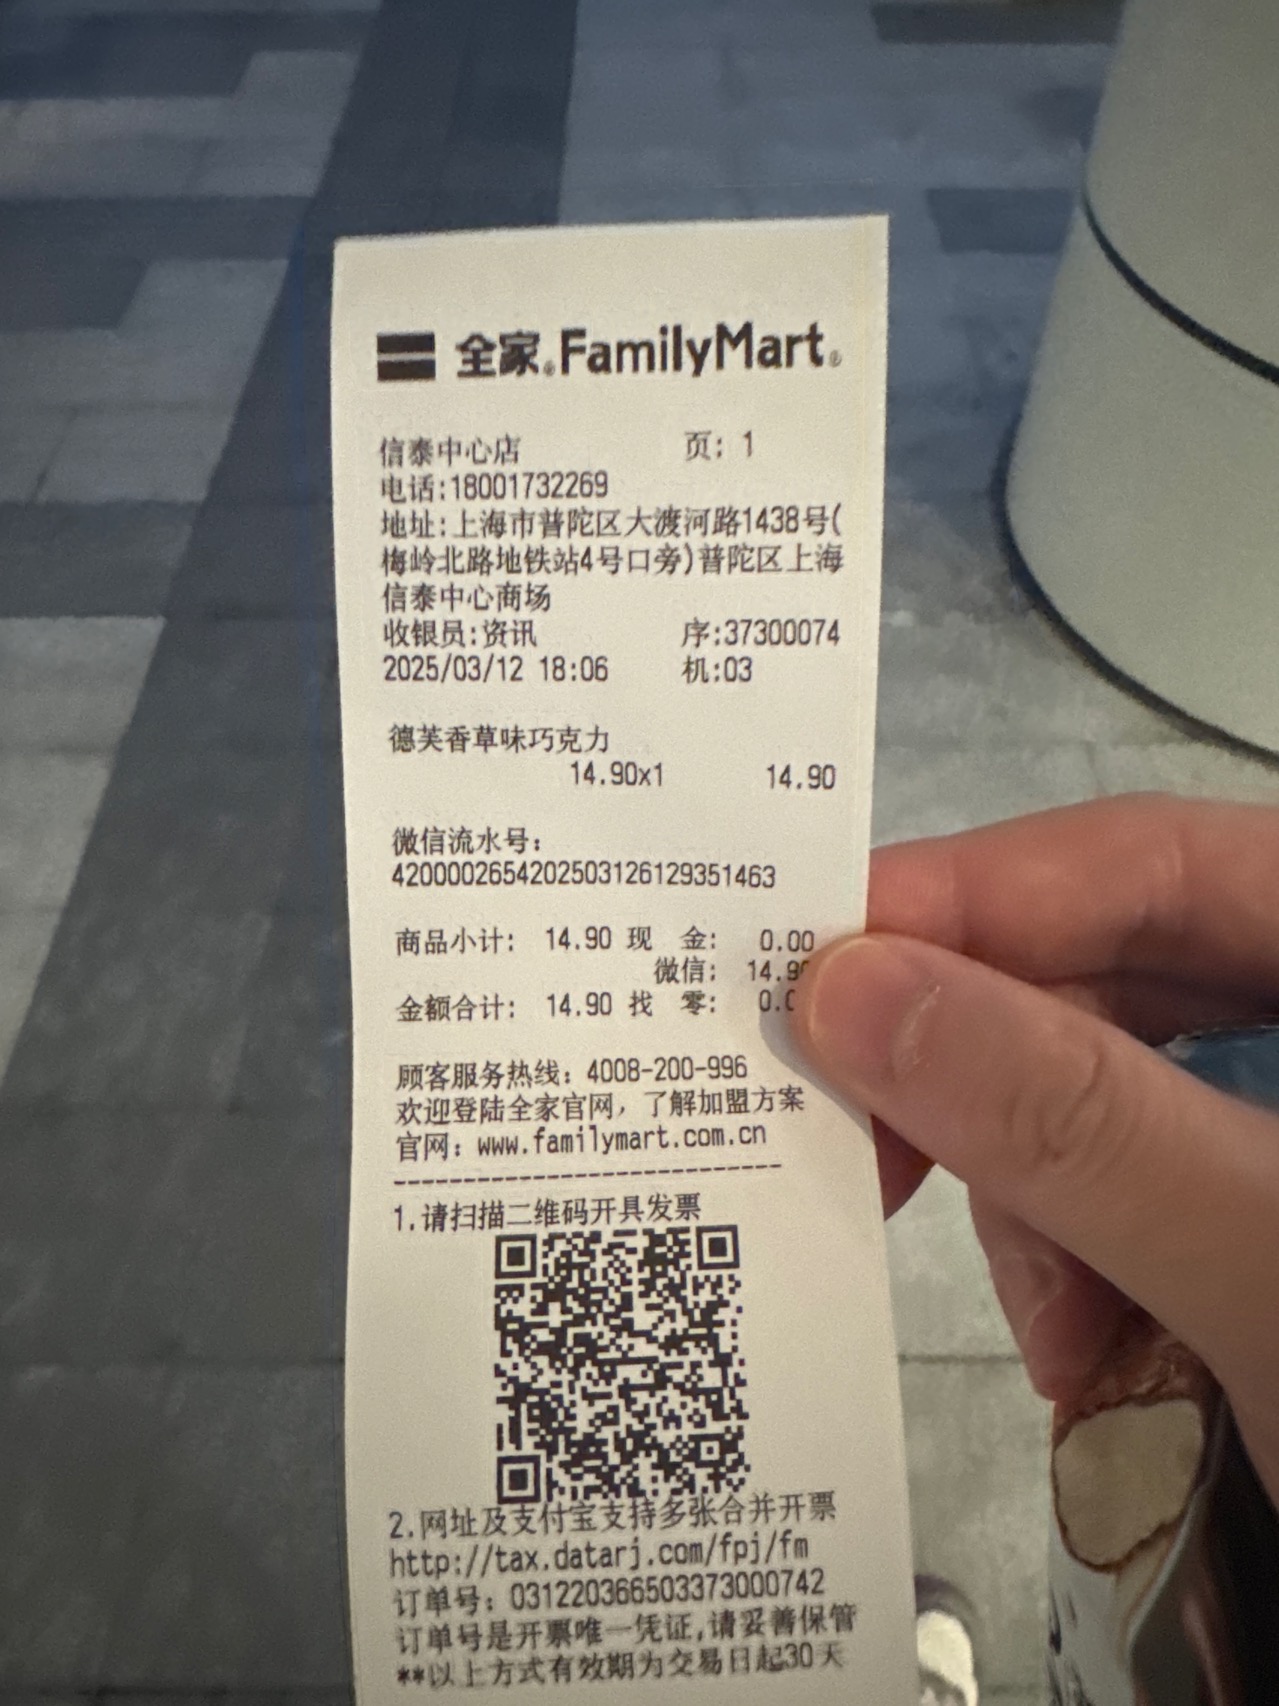 全家®FamilyMart®
信泰中心店 页: 1
电话:18001732269
地址:上海市普陀区大渡河路1438号(
梅岭北路地铁站4号口旁)普陀区上海
信泰中心商场
收银员:资讯 序:37300074
2025/03/12 18:06 机:03
德芙香草味巧克力
14.90x1 14.90
微信流水号:
4200002654202503126129351463
商品小计: 14.90 现 金: 0.00
微信: 14.90
金额合计: 14.90 找 零: 0.0
顾客服务热线: 4008-200-996
欢迎登陆全家官网，了解加盟方案
官网: www.familymart.com.cn
----------------------------
1.请扫描二维码开具发票
2.网址及支付宝支持多张合并开票
http://tax.datarj.com/fpj/fm
订单号: 031220366503373000742
订单号是开票唯一凭证,请妥善保管
**以上方式有效期为交易日起30天